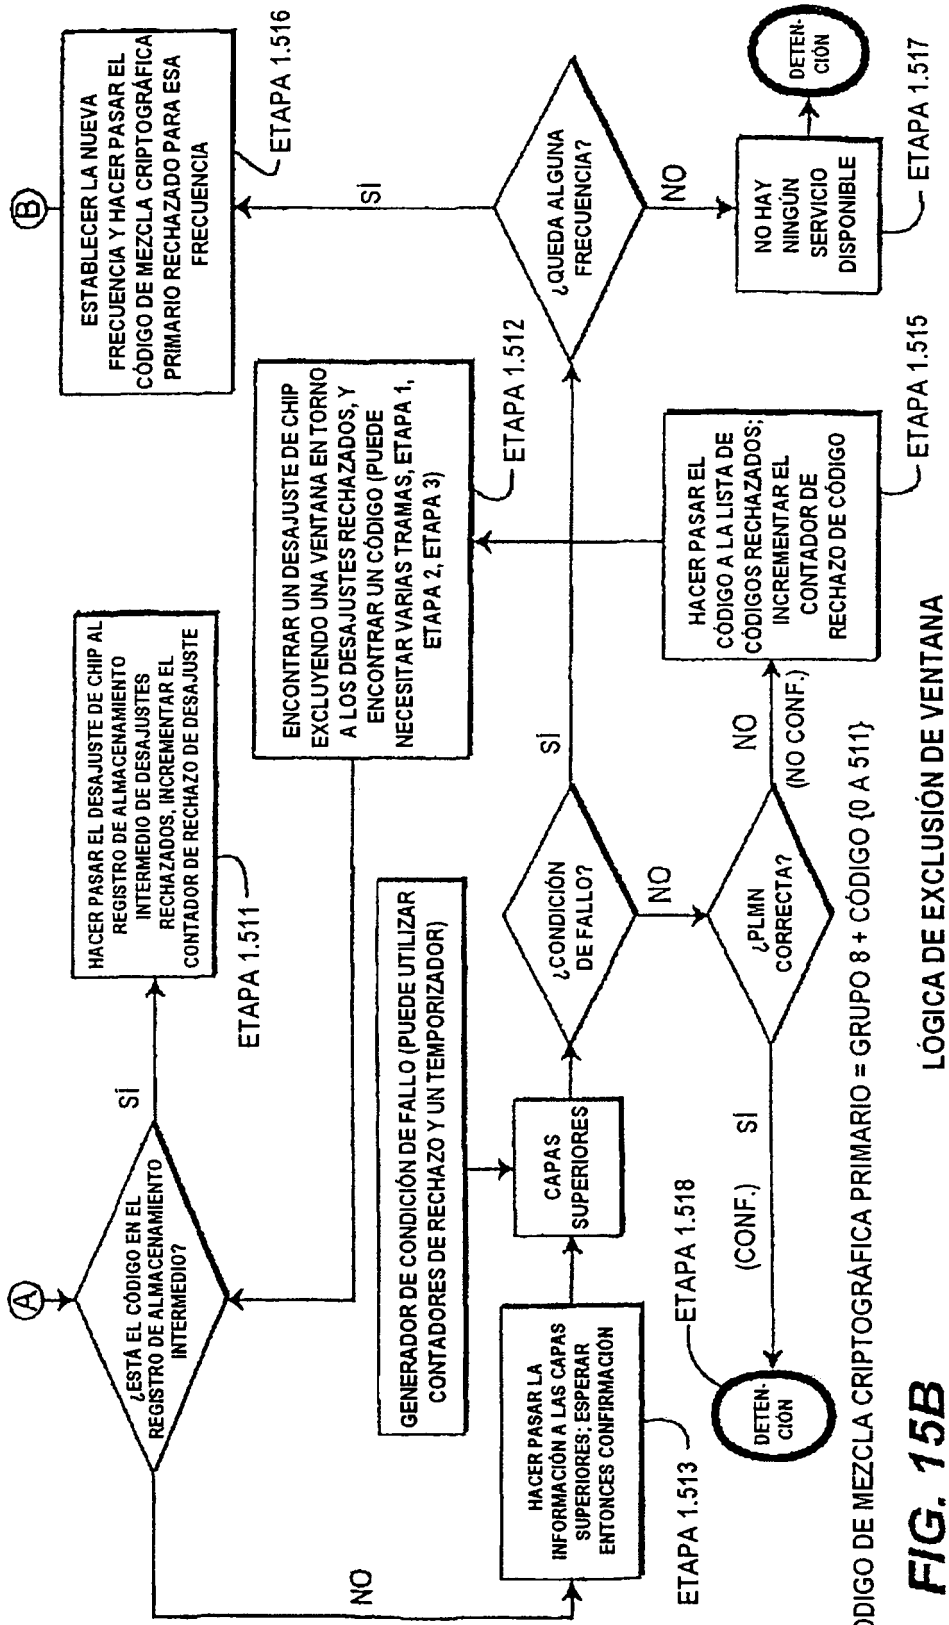 A
¿ESTÁ EL CÓDIGO EN EL
REGISTRO DE ALMACENAMIENTO
INTERMEDIO?
SÍ
NO
HACER PASAR EL DESAJUSTE DE CHIP AL
REGISTRO DE ALMACENAMIENTO
INTERMEDIO DE DESAJUSTES
RECHAZADOS, INCREMENTAR EL
CONTADOR DE RECHAZO DE DESAJUSTE
ETAPA 1.511
B
ESTABLECER LA NUEVA
FRECUENCIA Y HACER PASAR EL
CÓDIGO DE MEZCLA CRIPTOGRÁFICA
PRIMARIO RECHAZADO PARA ESA
FRECUENCIA
ETAPA 1.516
ENCONTRAR UN DESAJUSTE DE CHIP
EXCLUYENDO UNA VENTANA EN TORNO
A LOS DESAJUSTES RECHAZADOS, Y
ENCONTRAR UN CÓDIGO (PUEDE
NECESITAR VARIAS TRAMAS, ETAPA 1,
ETAPA 2, ETAPA 3)
ETAPA 1.512
GENERADOR DE CONDICIÓN DE FALLO (PUEDE UTILIZAR
CONTADORES DE RECHAZO Y UN TEMPORIZADOR)
HACER PASAR LA
INFORMACIÓN A LAS CAPAS
SUPERIORES; ESPERAR
ENTONCES CONFIRMACIÓN
ETAPA 1.513
CAPAS
SUPERIORES
¿CONDICIÓN
DE FALLO?
SÍ
NO
¿QUEDA ALGUNA
FRECUENCIA?
SÍ
NO
NO HAY
NINGÚN
SERVICIO
DISPONIBLE
ETAPA 1.517
DETEN-
CIÓN
¿PLMN
CORRECTA?
SÍ
(CONF.)
NO
(NO CONF.)
HACER PASAR EL
CÓDIGO A LA LISTA DE
CÓDIGOS RECHAZADOS;
INCREMENTAR EL
CONTADOR DE
RECHAZO DE CÓDIGO
ETAPA 1.515
ETAPA 1.518
DETEN-
CIÓN
ODIGO DE MEZCLA CRIPTOGRÁFICA PRIMARIO = GRUPO 8 + CÓDIGO {0 A 511}
LÓGICA DE EXCLUSIÓN DE VENTANA
FIG. 15B